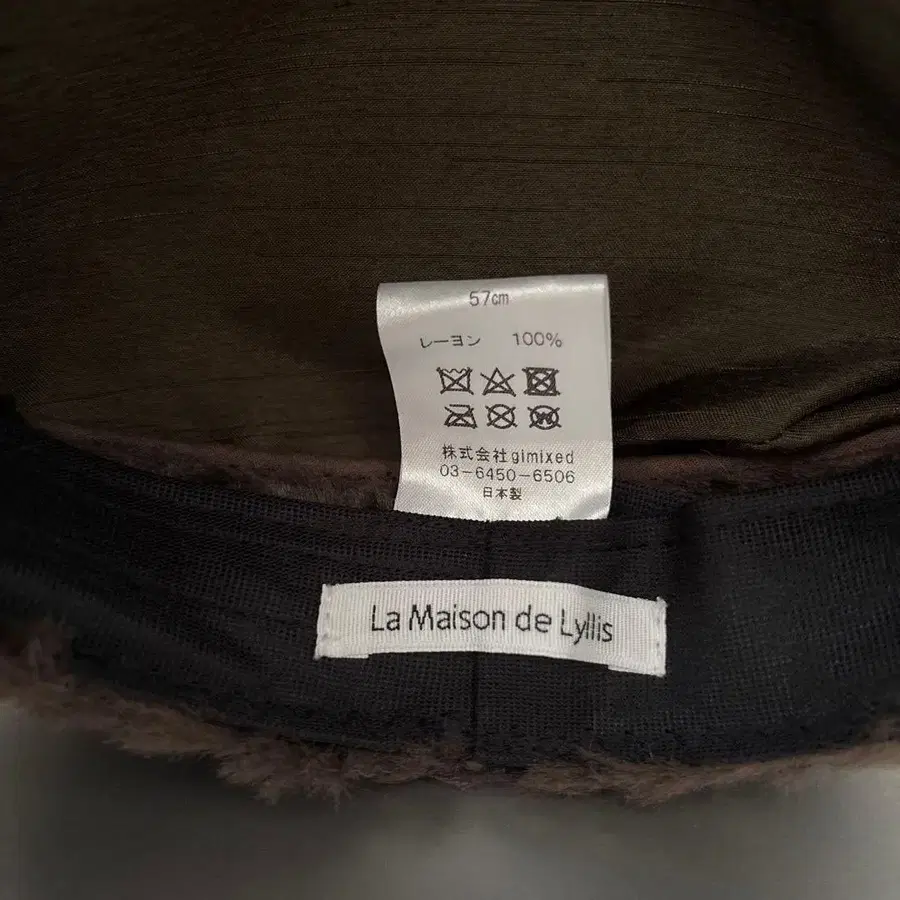 57cm
レーヨン 100%
株式会社gimixed
03-6450-6506
日本製
La Maison de Lyllis